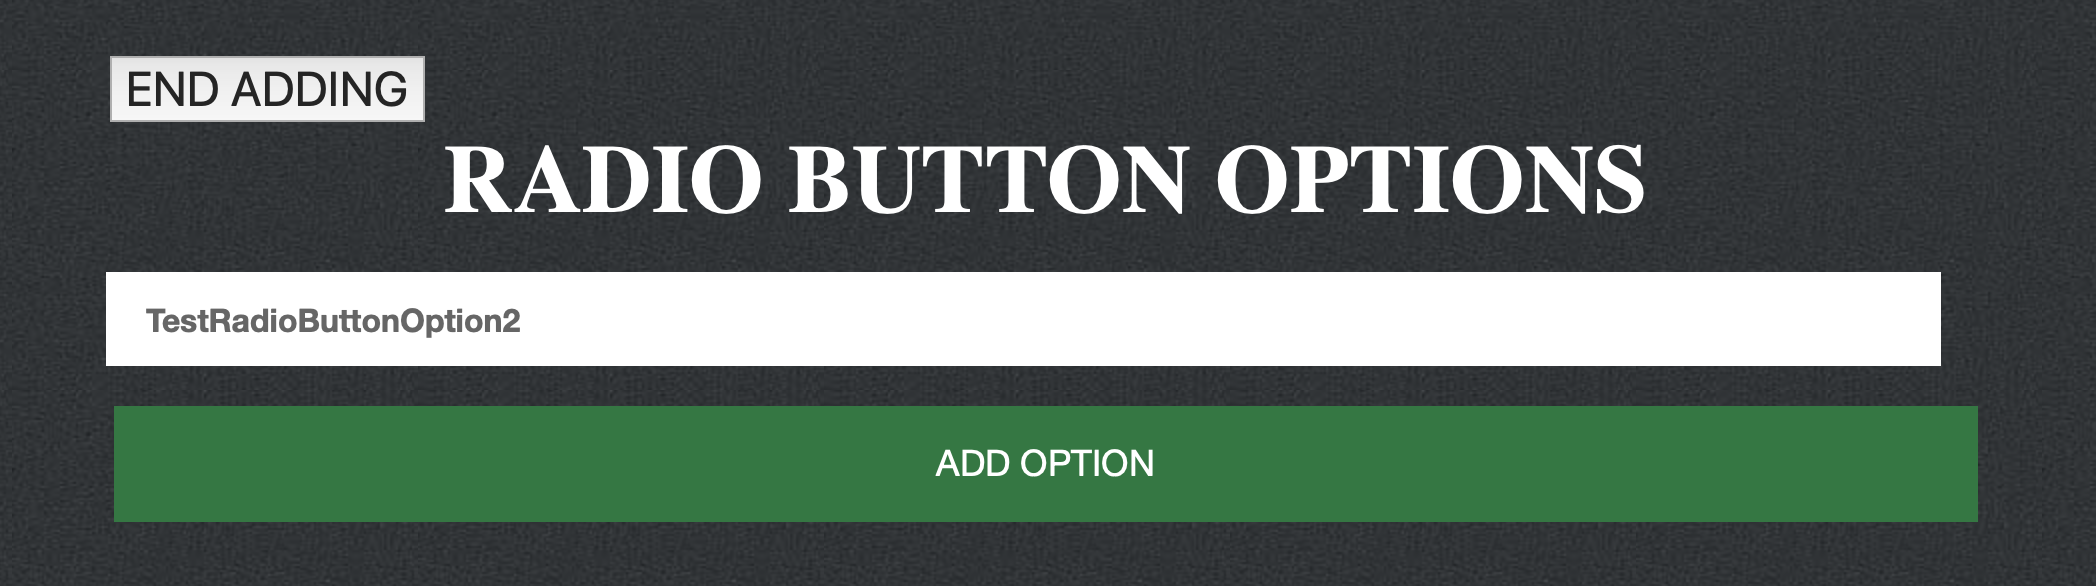 END ADDING
RADIO BUTTON OPTIONS
TestRadioButtonOption2
ADD OPTION